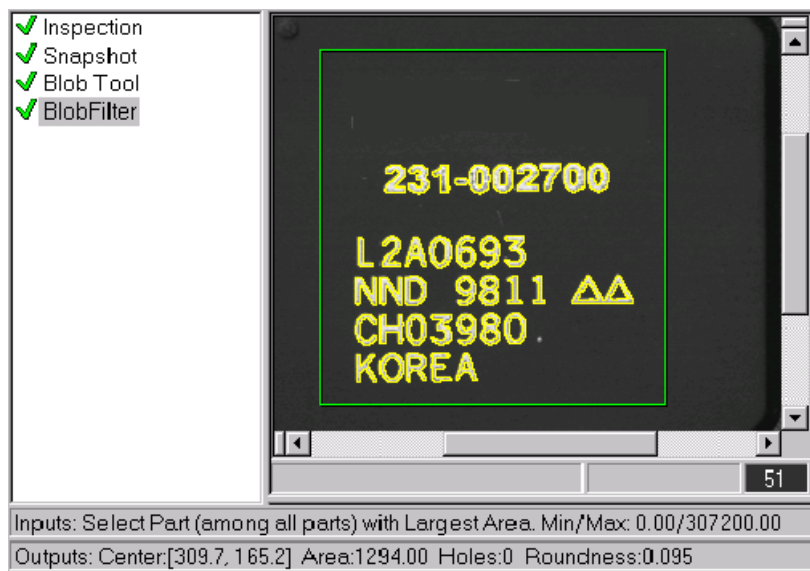 Inspection
Snapshot
Blob Tool
BlobFilter
231-002700
L2A0693
NND 9811 ΔΔ
CH03980
KOREA
51
Inputs: Select Part (among all parts) with Largest Area. Min/Max: 0.00/307200.00
Outputs: Center:[309.7, 165.2] Area:1294.00 Holes:0 Roundness:0.095